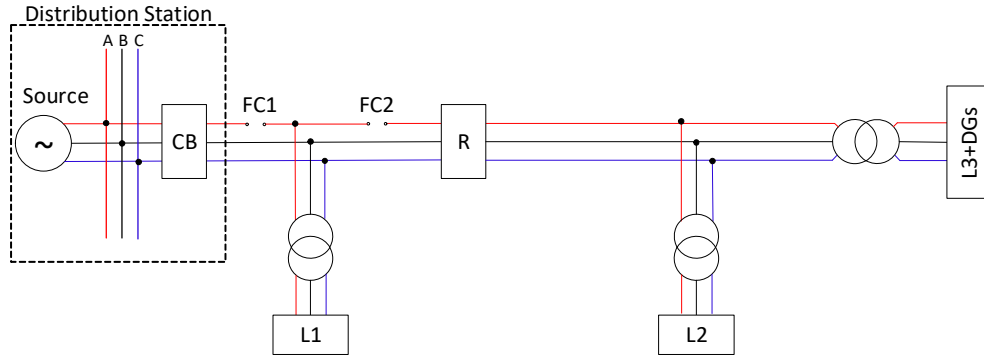 Distribution Station
A B C
Source
FC1
FC2
~
CB
R
L3+DGs
L1
L2